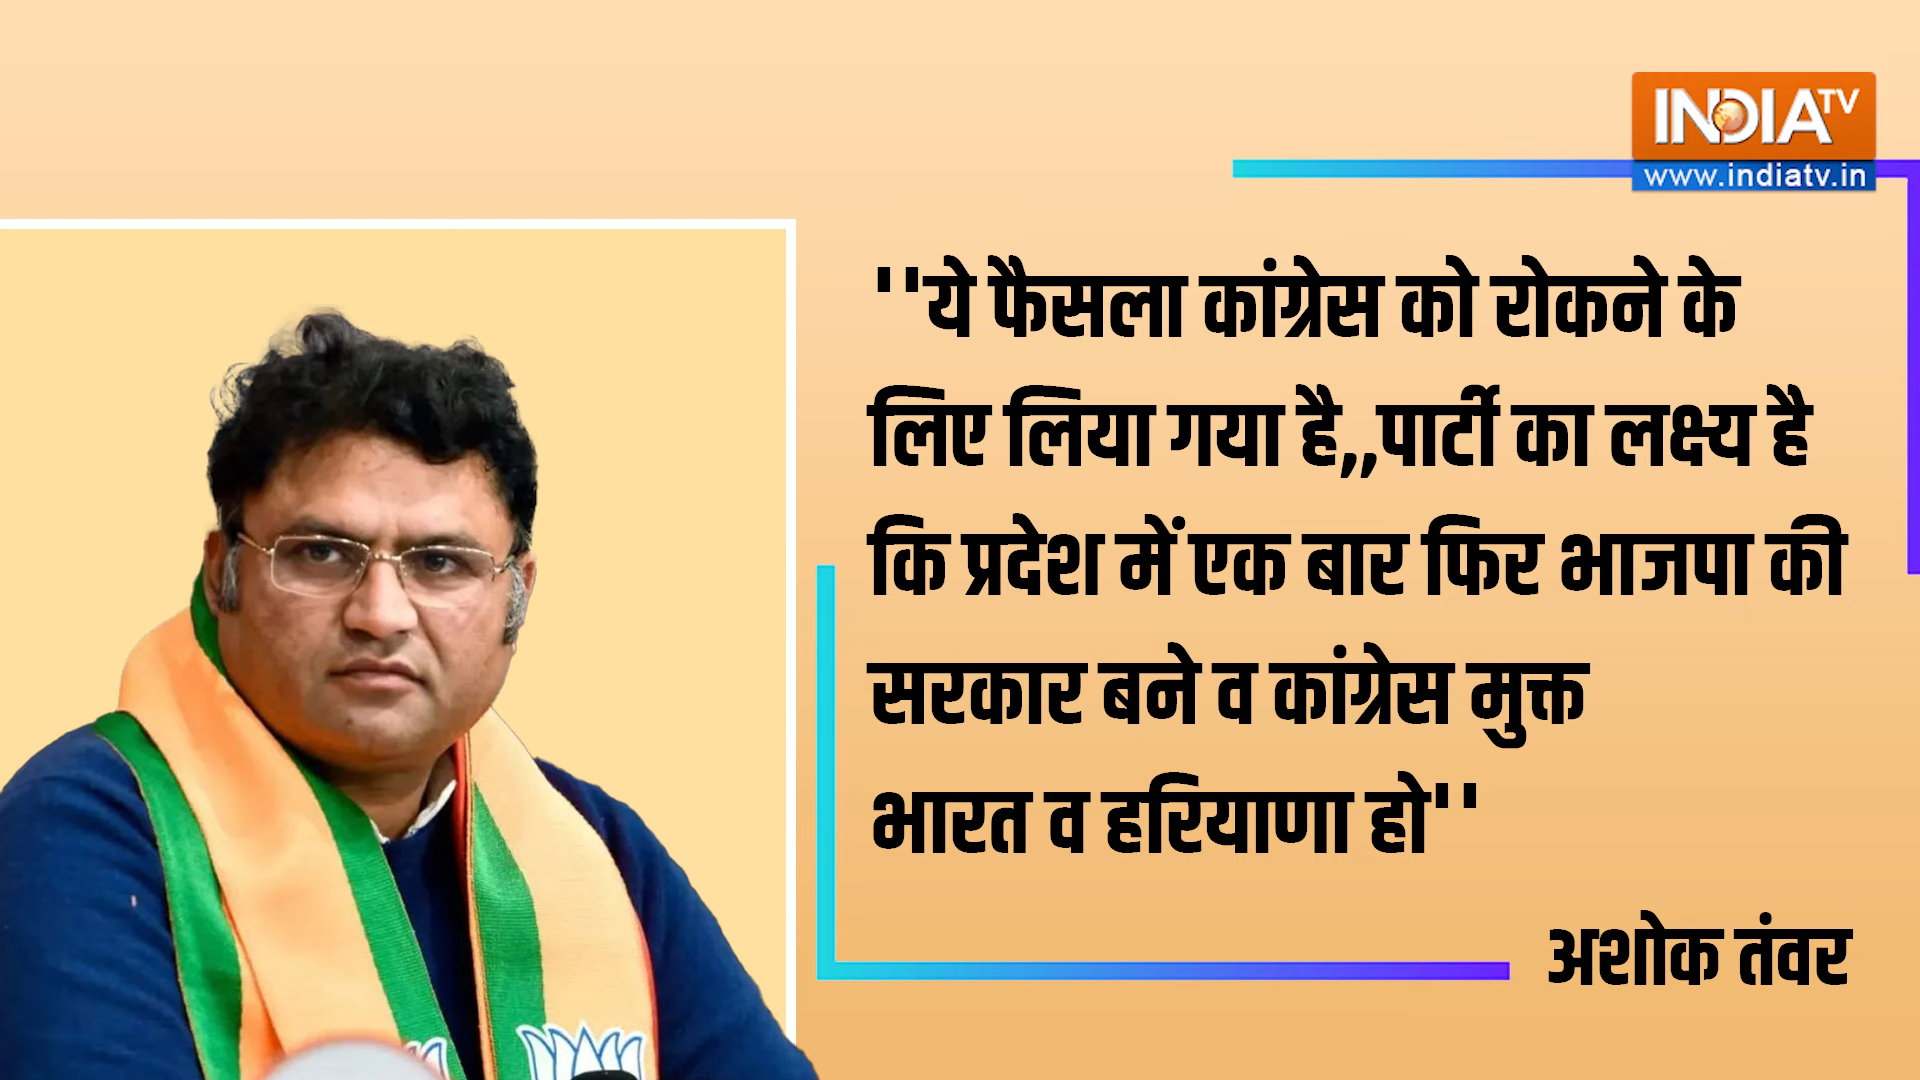 INDIA TV
www.indiatv.in
''ये फैसला कांग्रेस को रोकने के
लिए लिया गया है,,पार्टी का लक्ष्य है
कि प्रदेश में एक बार फिर भाजपा की
सरकार बने व कांग्रेस मुक्त
भारत व हरियाणा हो''
अशोक तंवर